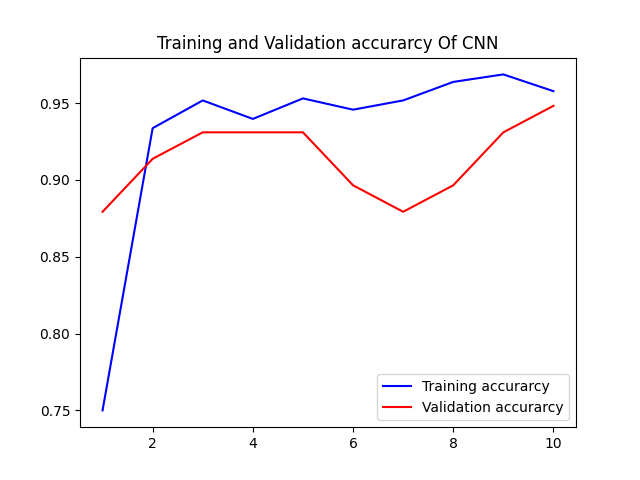 Training and Validation accurarcy Of CNN
0.95
0.90
0.85
0.80
0.75
Training accurarcy
Validation accurarcy
2 4 6 8 10